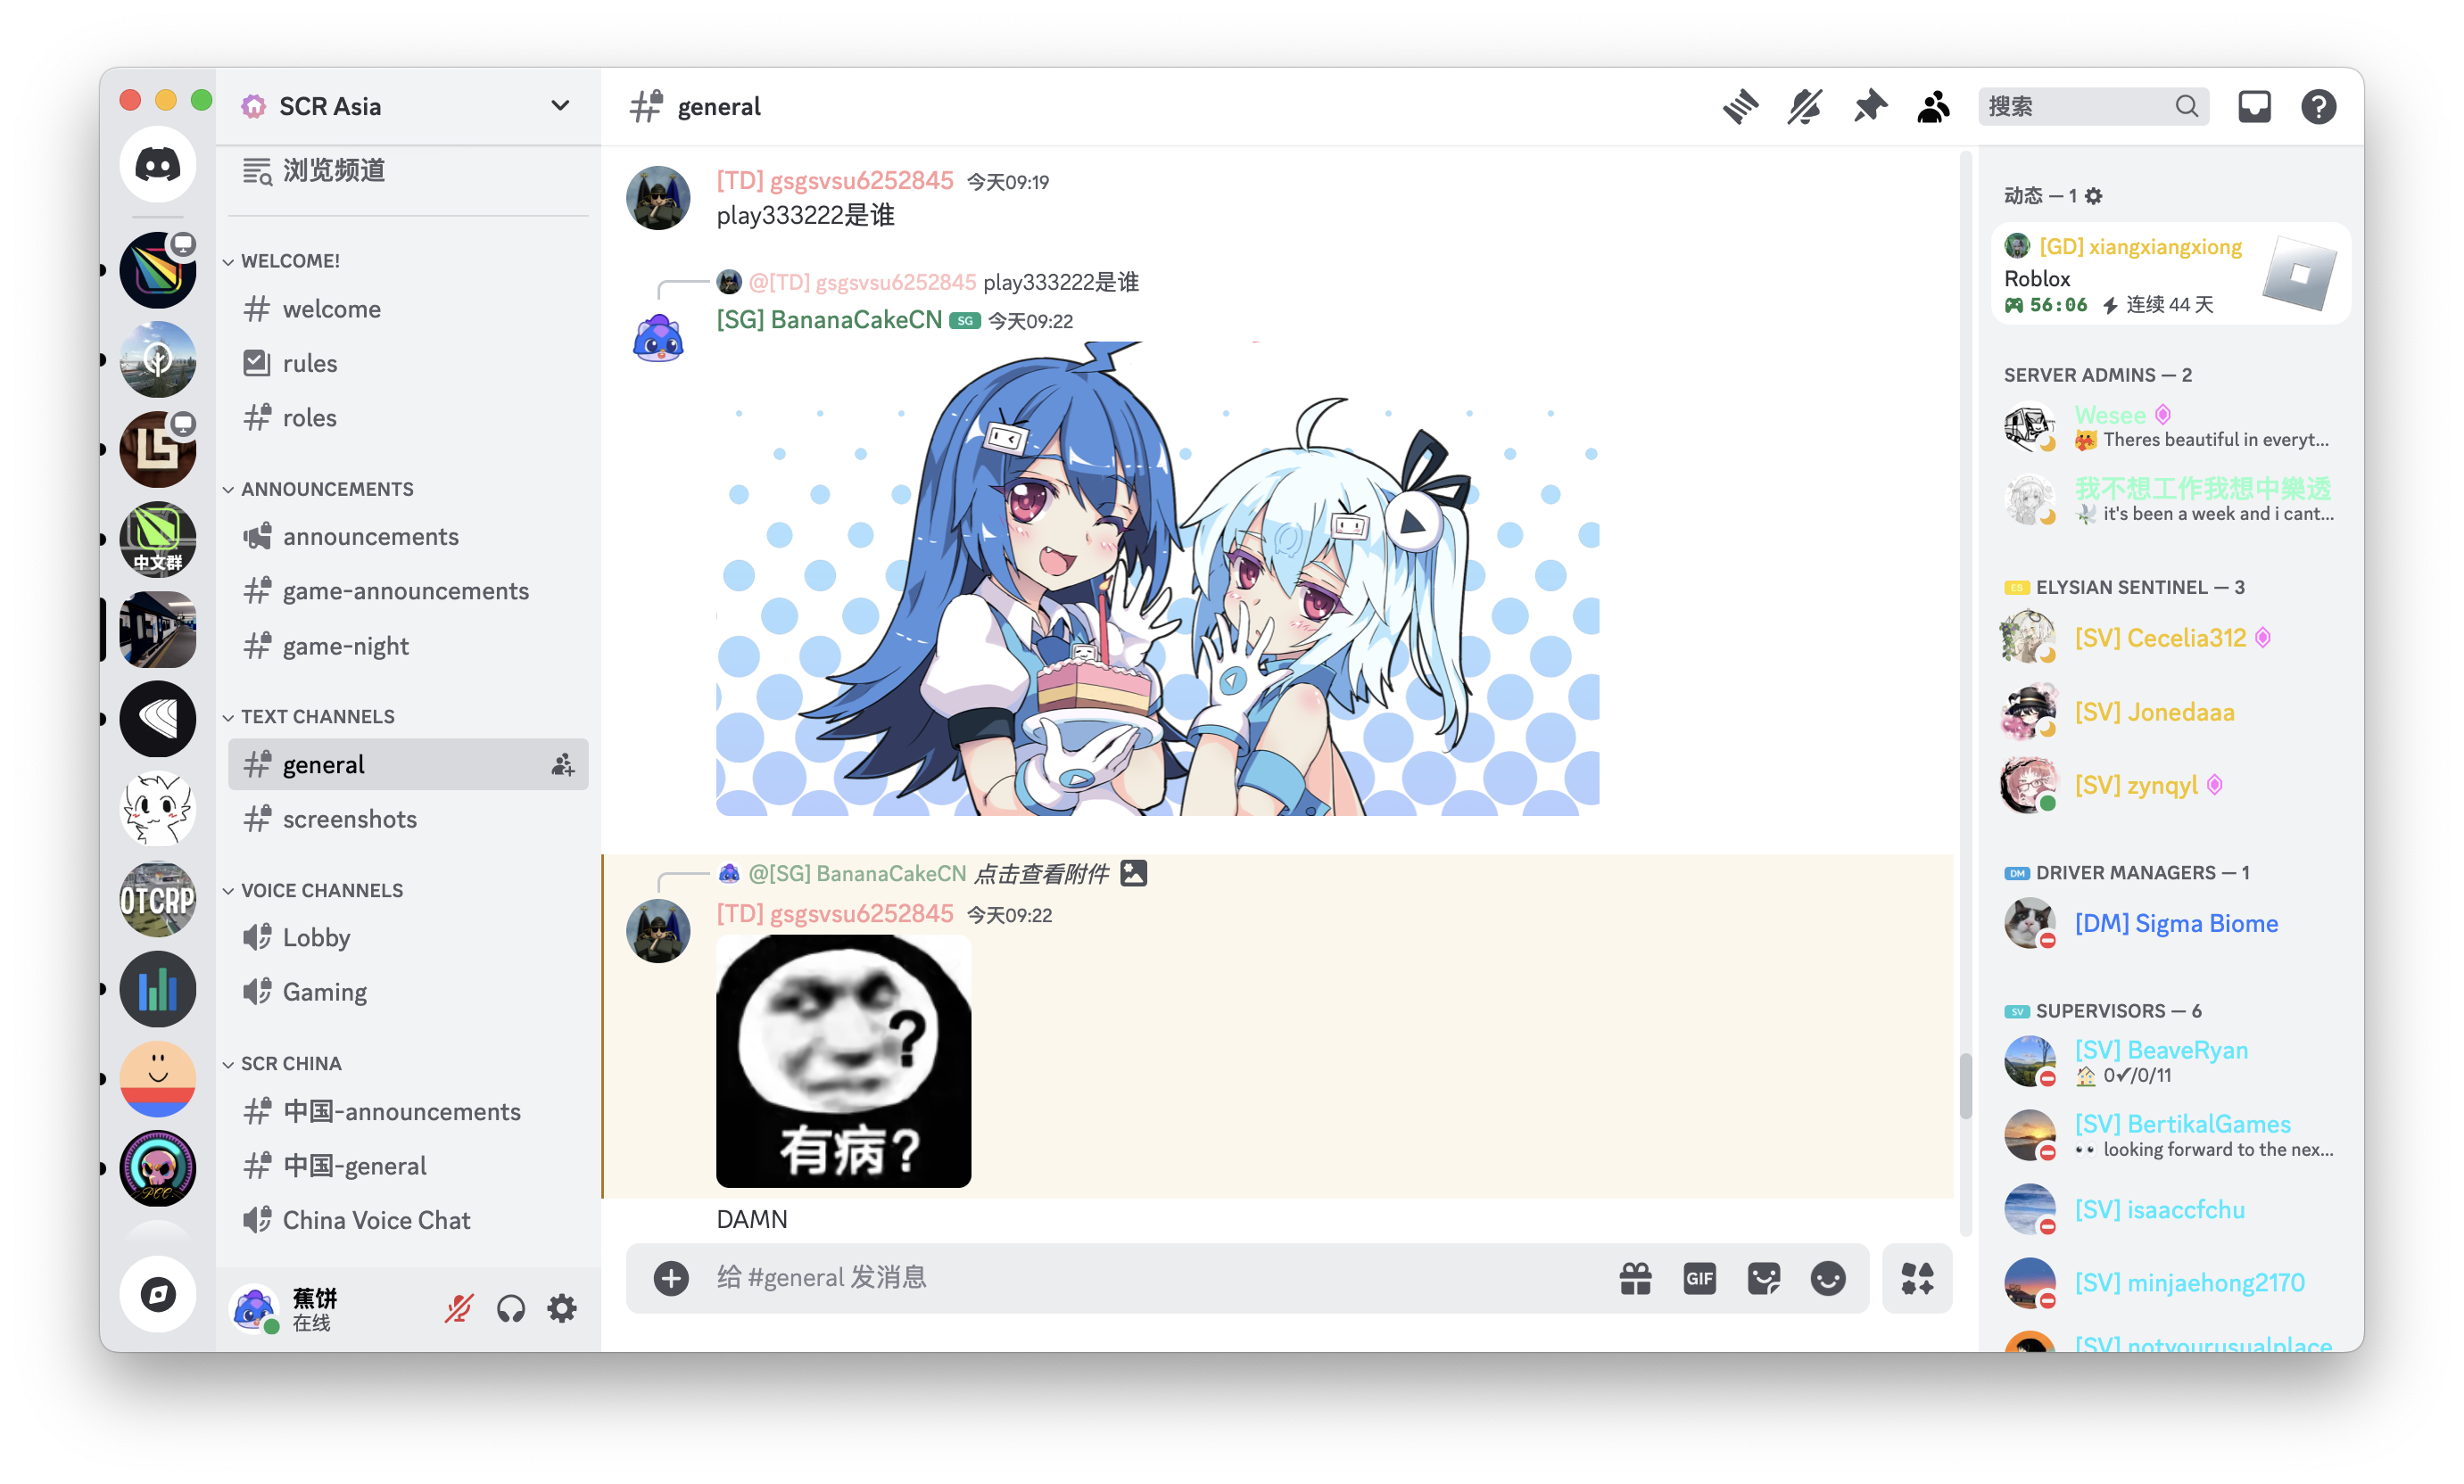 SCR Asia
浏览频道
WELCOME!
welcome
rules
roles
ANNOUNCEMENTS
announcements
game-announcements
game-night
TEXT CHANNELS
general
screenshots
VOICE CHANNELS
Lobby
Gaming
SCR CHINA
中国-announcements
中国-general
China Voice Chat
蕉饼
在线
中文群
OTCRP
PCC
general
搜索
[TD] gsgsvsu6252845 今天09:19
play333222是谁
@[TD] gsgsvsu6252845 play333222是谁
[SG] BananaCakeCN SG 今天09:22
@[SG] BananaCakeCN 点击查看附件
[TD] gsgsvsu6252845 今天09:22
?
有病?
DAMN
给 #general 发消息
GIF
动态 — 1
[GD] xiangxiangxiong
Roblox
56:06 连续 44 天
SERVER ADMINS — 2
Wesee
Theres beautiful in everyt...
我不想工作我想中樂透
it's been a week and i cant...
ES ELYSIAN SENTINEL — 3
[SV] Cecelia312
[SV] Jonedaaa
[SV] zynqyl
DM DRIVER MANAGERS — 1
[DM] Sigma Biome
SV SUPERVISORS — 6
[SV] BeaveRyan
0✓/0/11
[SV] BertikalGames
looking forward to the nex...
[SV] isaaccfchu
[SV] minjaehong2170
[SV] notyourusualplace